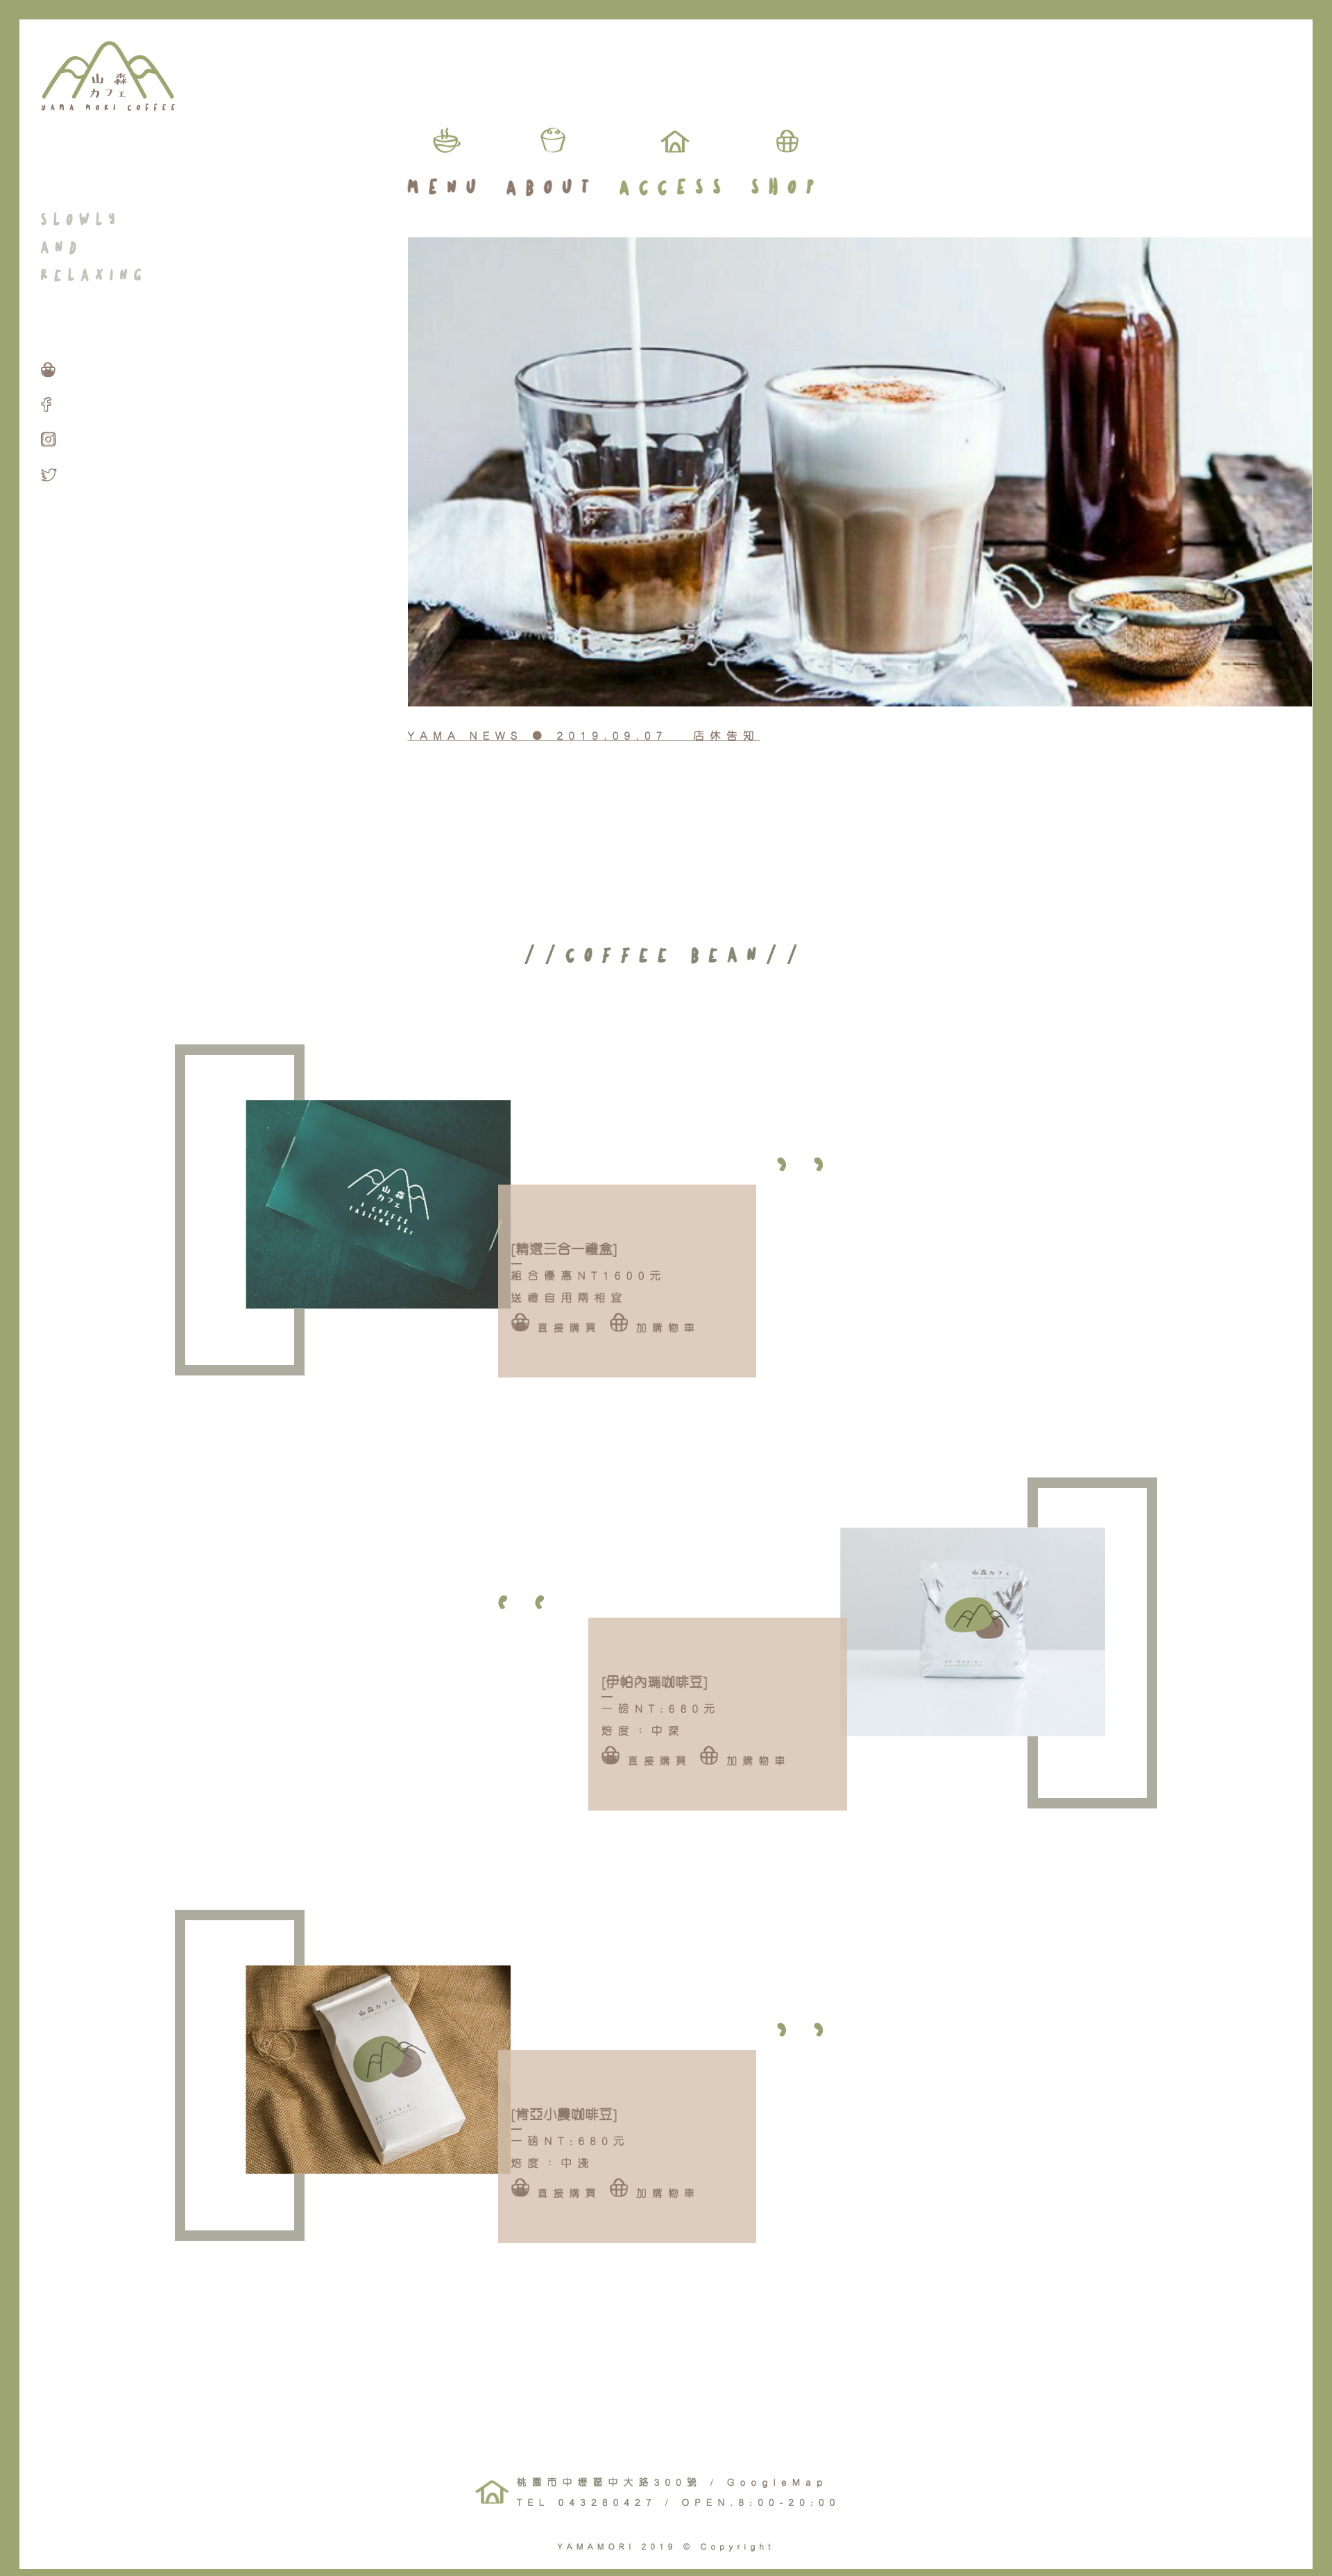 山 森
カフェ
YAMA MORI COFFEE
MENU ABOUT ACCESS SHOP
SLOWLY
AND
RELAXING
YAMA NEWS ● 2019.09.07 店休告知
//COFFEE BEAN//
山 森
カフェ
3 COFFEE
TASTING SET
[精選三合一禮盒]
組合優惠NT1600元
送禮自用兩相宜
直接購買 加購物車
山森カフェ
[伊帕內瑪咖啡豆]
一磅NT:680元
焙度：中深
直接購買 加購物車
山森カフェ
[肯亞小農咖啡豆]
一磅NT:680元
焙度：中淺
直接購買 加購物車
桃園市中壢區中大路300號 / GoogleMap
TEL 043280427 / OPEN.8:00-20:00
YAMAMORI 2019 © Copyright